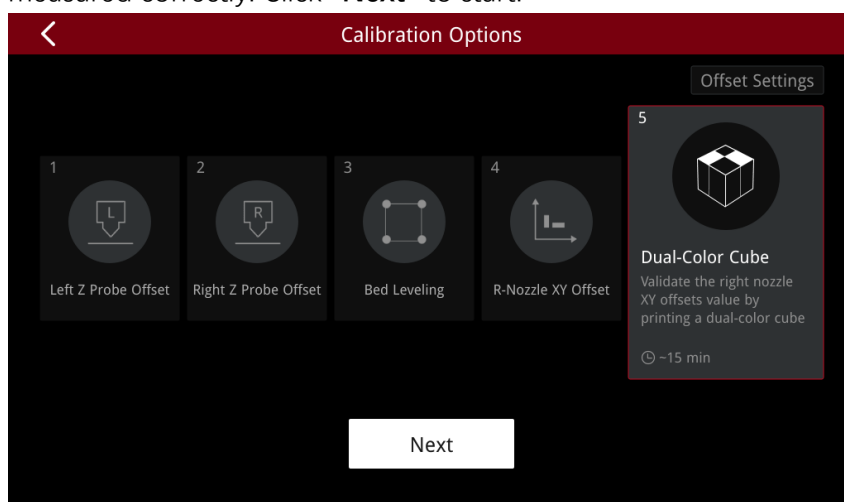 measured correctly. Click "Next" to start.
Calibration Options
Offset Settings
1
L
Left Z Probe Offset
2
R
Right Z Probe Offset
3
Bed Leveling
4
R-Nozzle XY Offset
5
Dual-Color Cube
Validate the right nozzle
XY offsets value by
printing a dual-color cube
~15 min
Next